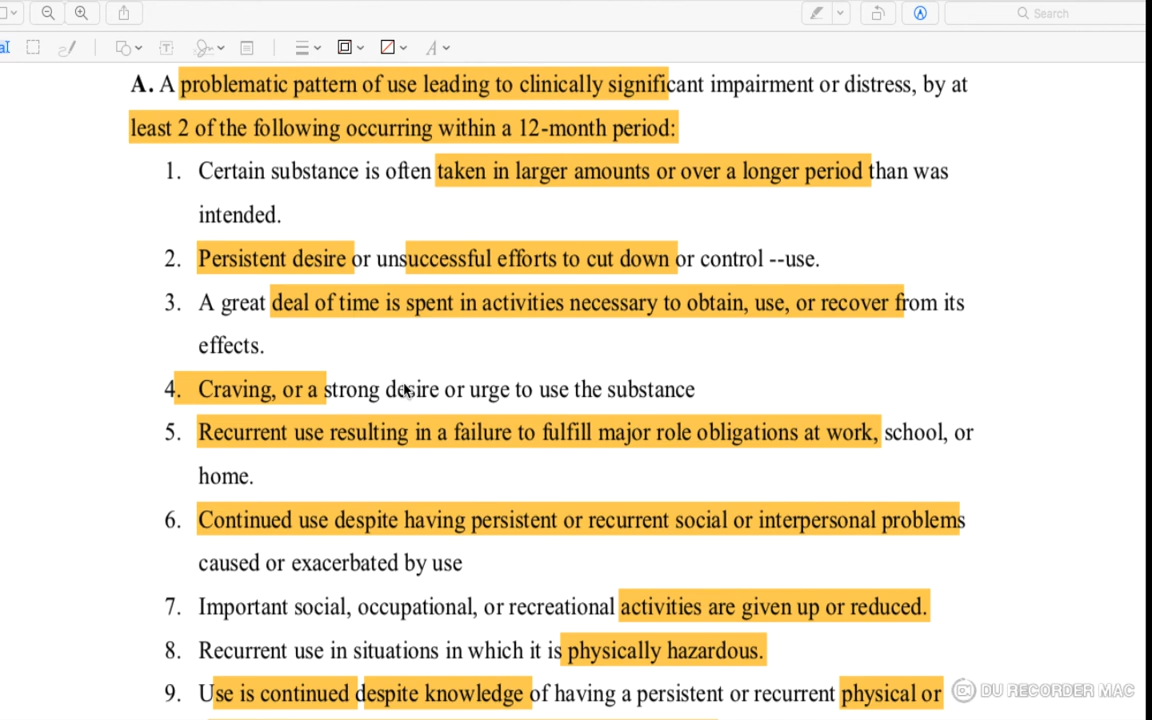 Search
A
A. A problematic pattern of use leading to clinically significant impairment or distress, by at
least 2 of the following occurring within a 12-month period:
1. Certain substance is often taken in larger amounts or over a longer period than was
intended.
2. Persistent desire or unsuccessful efforts to cut down or control --use.
3. A great deal of time is spent in activities necessary to obtain, use, or recover from its
effects.
4. Craving, or a strong desire or urge to use the substance
5. Recurrent use resulting in a failure to fulfill major role obligations at work, school, or
home.
6. Continued use despite having persistent or recurrent social or interpersonal problems
caused or exacerbated by use
7. Important social, occupational, or recreational activities are given up or reduced.
8. Recurrent use in situations in which it is physically hazardous.
9. Use is continued despite knowledge of having a persistent or recurrent physical or
DU RECORDER MAC